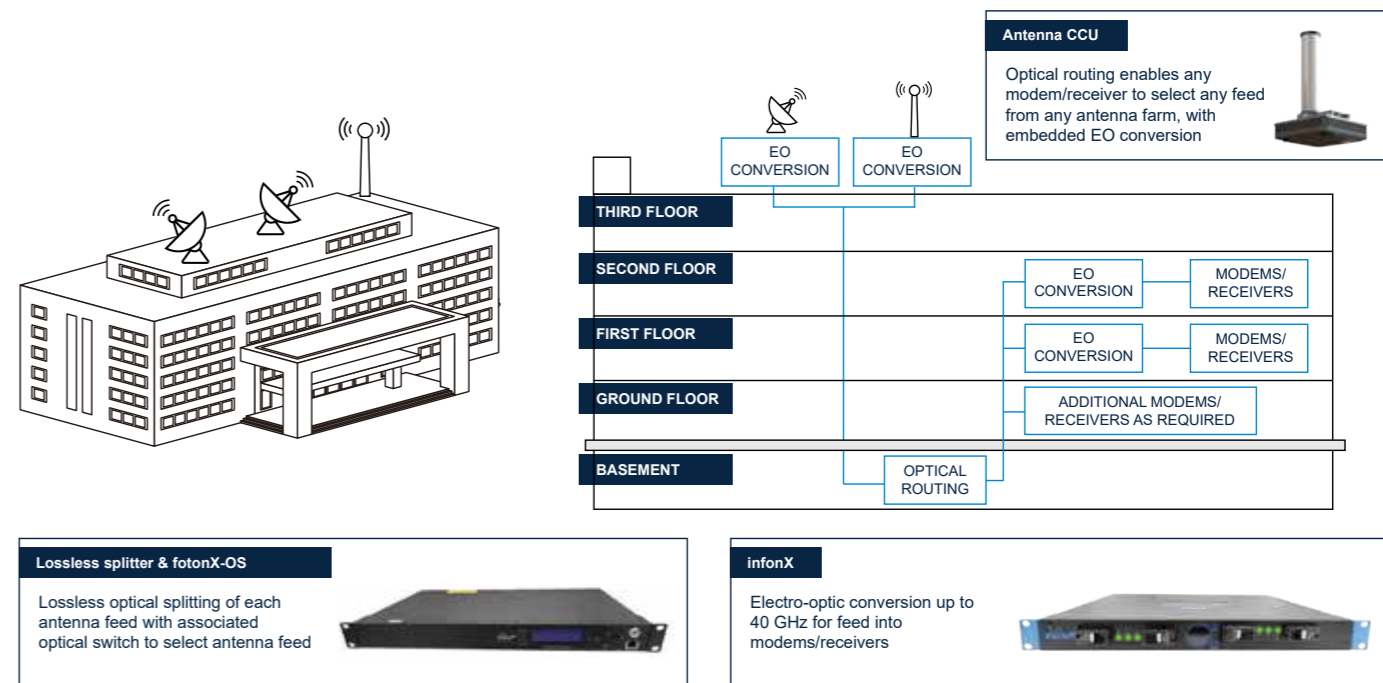 Antenna CCU
Optical routing enables any
modem/receiver to select any feed
from any antenna farm, with
embedded EO conversion
EO
CONVERSION
EO
CONVERSION
THIRD FLOOR
SECOND FLOOR
EO
CONVERSION
MODEMS/
RECEIVERS
FIRST FLOOR
EO
CONVERSION
MODEMS/
RECEIVERS
GROUND FLOOR
ADDITIONAL MODEMS/
RECEIVERS AS REQUIRED
BASEMENT
OPTICAL
ROUTING
Lossless splitter & fotonX-OS
Lossless optical splitting of each
antenna feed with associated
optical switch to select antenna feed
infonX
Electro-optic conversion up to
40 GHz for feed into
modems/receivers